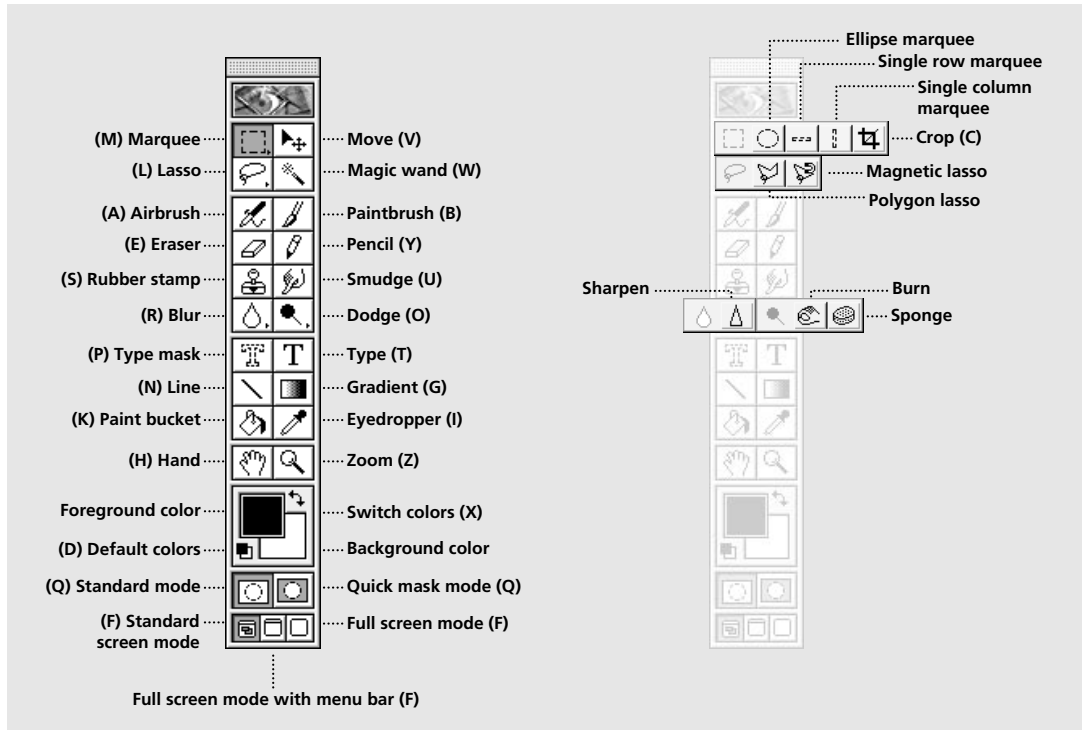 (M) Marquee
Move (V)
(L) Lasso
Magic wand (W)
(A) Airbrush
Paintbrush (B)
(E) Eraser
Pencil (Y)
(S) Rubber stamp
Smudge (U)
(R) Blur
Dodge (O)
(P) Type mask
Type (T)
(N) Line
Gradient (G)
(K) Paint bucket
Eyedropper (I)
(H) Hand
Zoom (Z)
Foreground color
Switch colors (X)
(D) Default colors
Background color
(Q) Standard mode
Quick mask mode (Q)
(F) Standard
screen mode
Full screen mode (F)
Full screen mode with menu bar (F)
Ellipse marquee
Single row marquee
Single column
marquee
Crop (C)
Magnetic lasso
Polygon lasso
Sharpen
Burn
Sponge